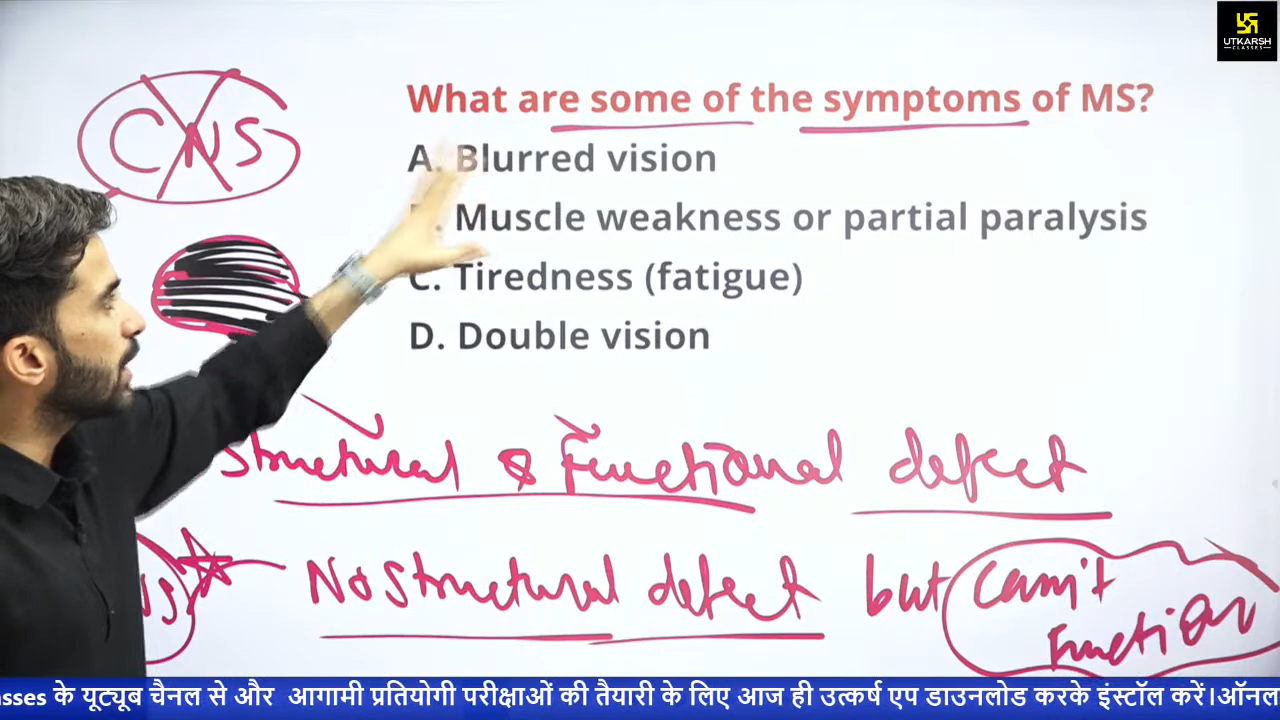 UTKARSH
CLASSES
CNS
What are some of the symptoms of MS?
A. Blurred vision
. Muscle weakness or partial paralysis
C. Tiredness (fatigue)
D. Double vision
Structural & Functional defect
No structural defect but can't
Function
asses के यूट्यूब चैनल से और आगामी प्रतियोगी परीक्षाओं की तैयारी के लिए आज ही उत्कर्ष एप डाउनलोड करके इंस्टॉल करें।ऑनल